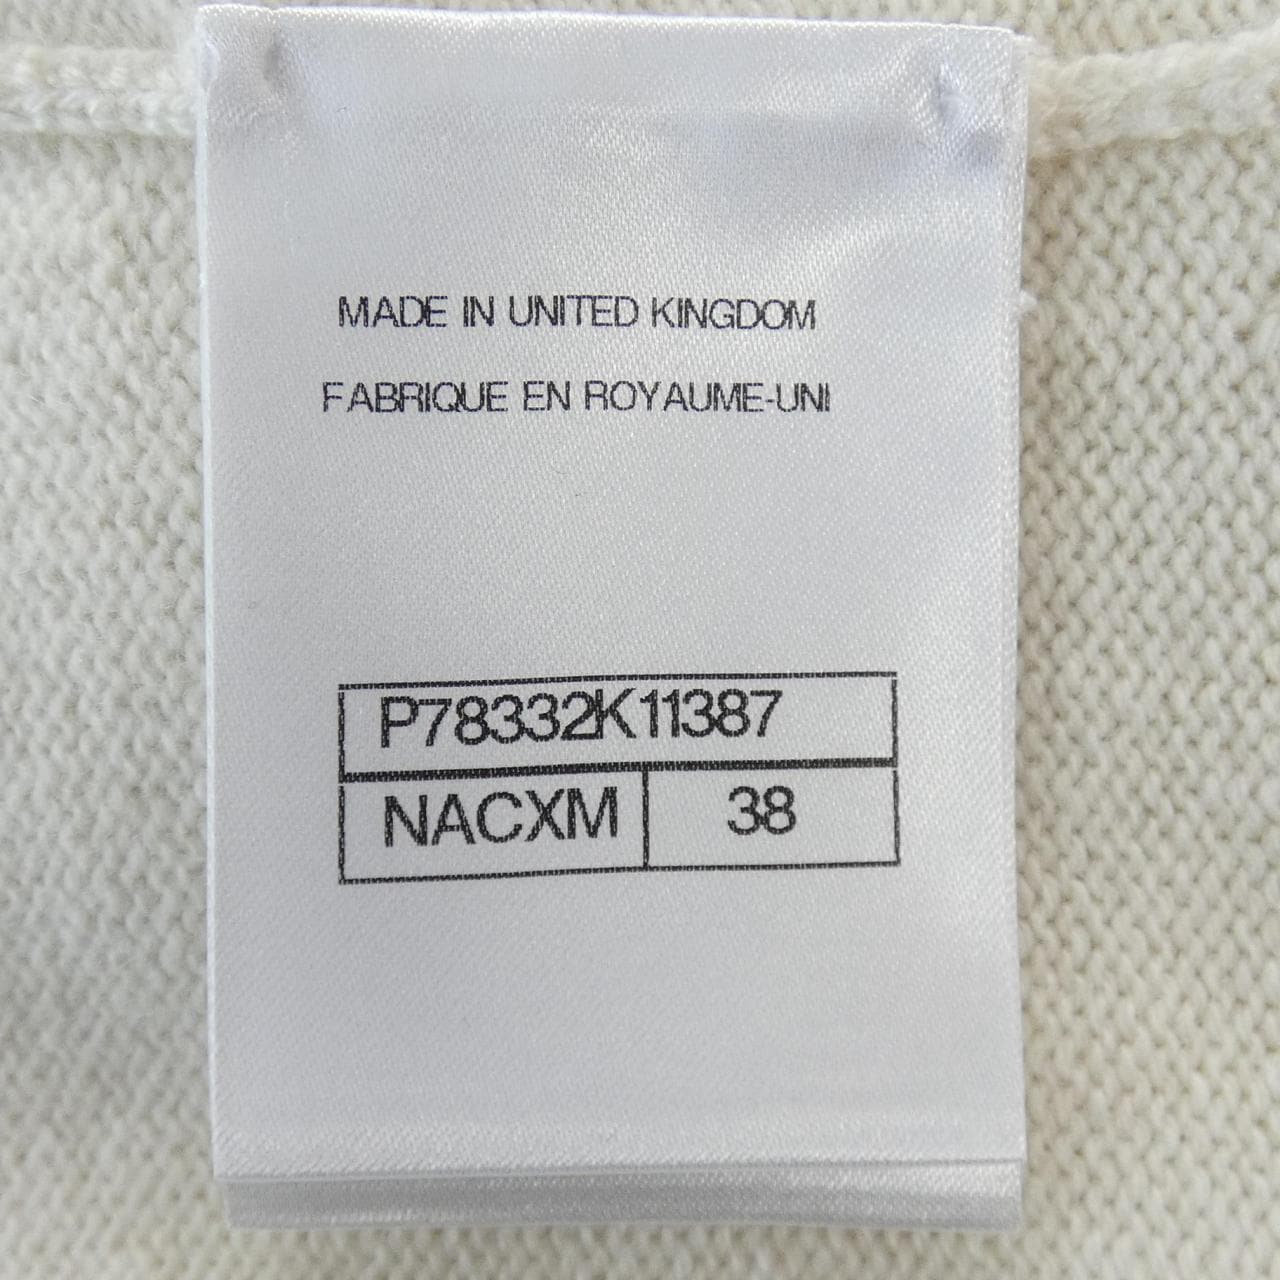 MADE IN UNITED KINGDOM
FABRIQUE EN ROYAUME-UNI
P78332K11387
NACXM 38